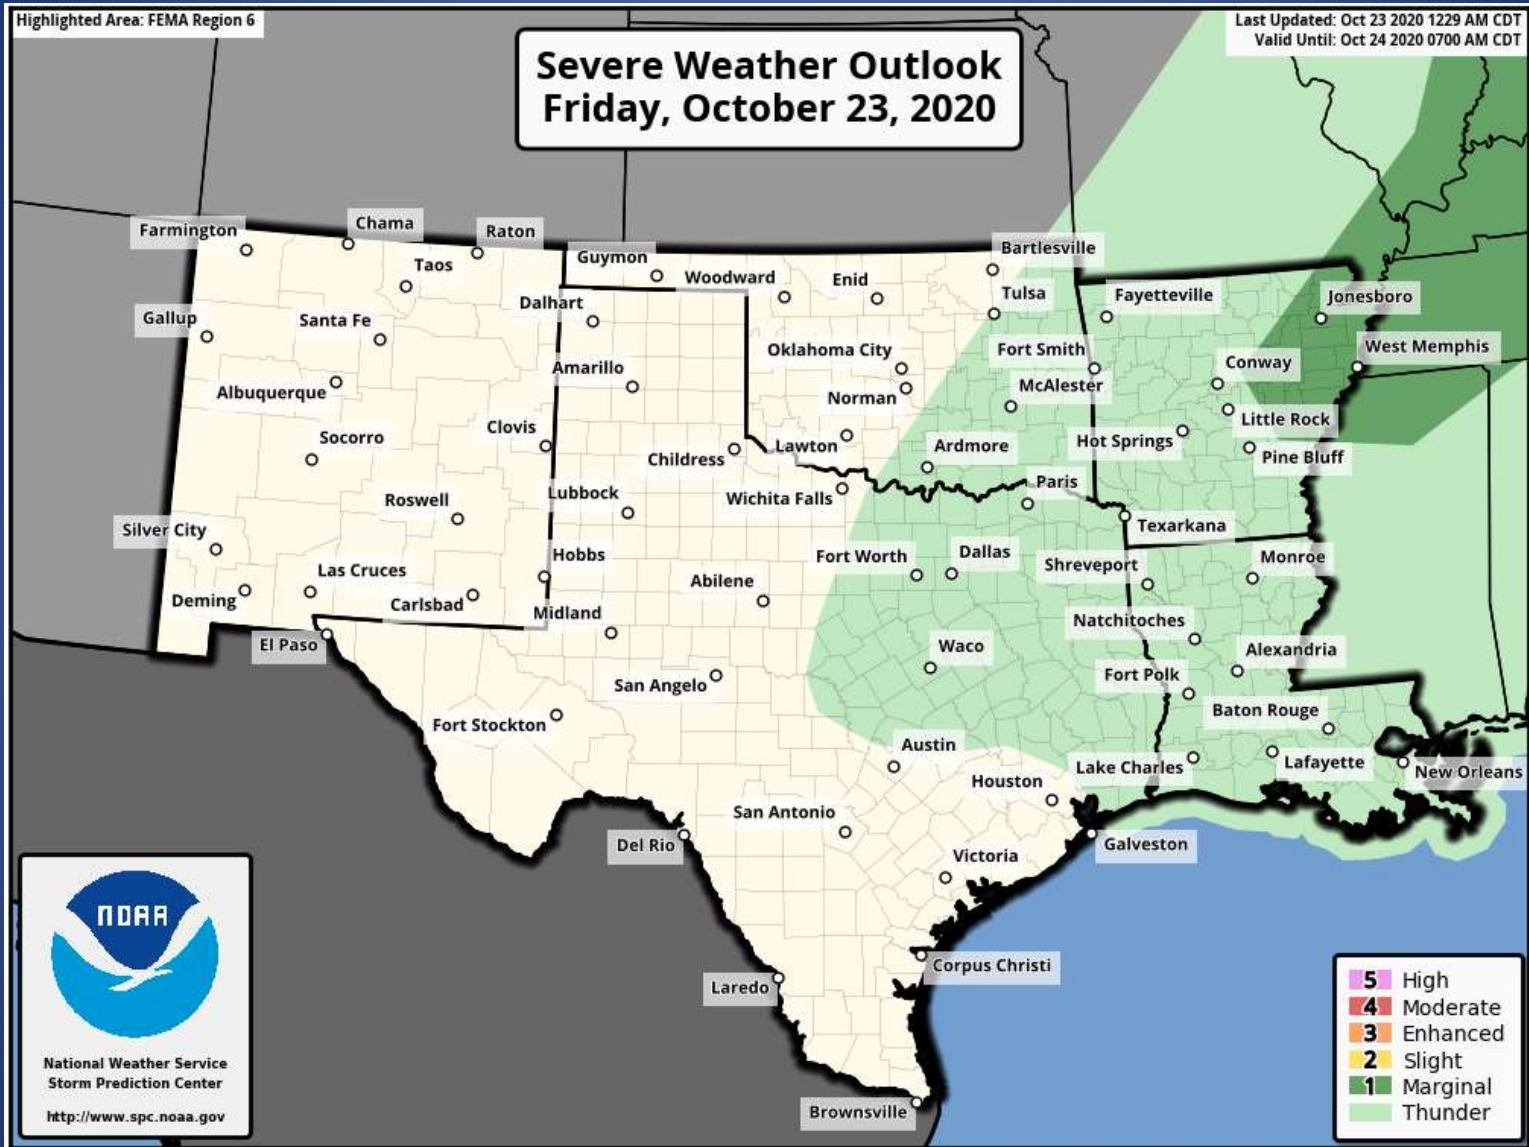 Highlighted Area: FEMA Region 6
Last Updated: Oct 23 2020 1229 AM CDT
Valid Until: Oct 24 2020 0700 AM CDT
Severe Weather Outlook
Friday, October 23, 2020
Farmington
Chama
Raton
Taos
Guymon
Woodward
Enid
Bartlesville
Tulsa
Fayetteville
Jonesboro
Gallup
Santa Fe
Dalhart
Oklahoma City
Fort Smith
Conway
West Memphis
Albuquerque
Amarillo
Norman
McAlester
Little Rock
Socorro
Clovis
Childress
Lawton
Ardmore
Hot Springs
Pine Bluff
Roswell
Lubbock
Wichita Falls
Paris
Texarkana
Silver City
Las Cruces
Hobbs
Abilene
Fort Worth
Dallas
Shreveport
Monroe
Deming
Carlsbad
Midland
Natchitoches
El Paso
San Angelo
Waco
Fort Polk
Alexandria
Fort Stockton
Austin
Baton Rouge
Houston
Lake Charles
Lafayette
New Orleans
San Antonio
Del Rio
Victoria
Galveston
Laredo
Corpus Christi
Brownsville
NOAA
National Weather Service
Storm Prediction Center
http://www.spc.noaa.gov
5 High
4 Moderate
3 Enhanced
2 Slight
1 Marginal
Thunder